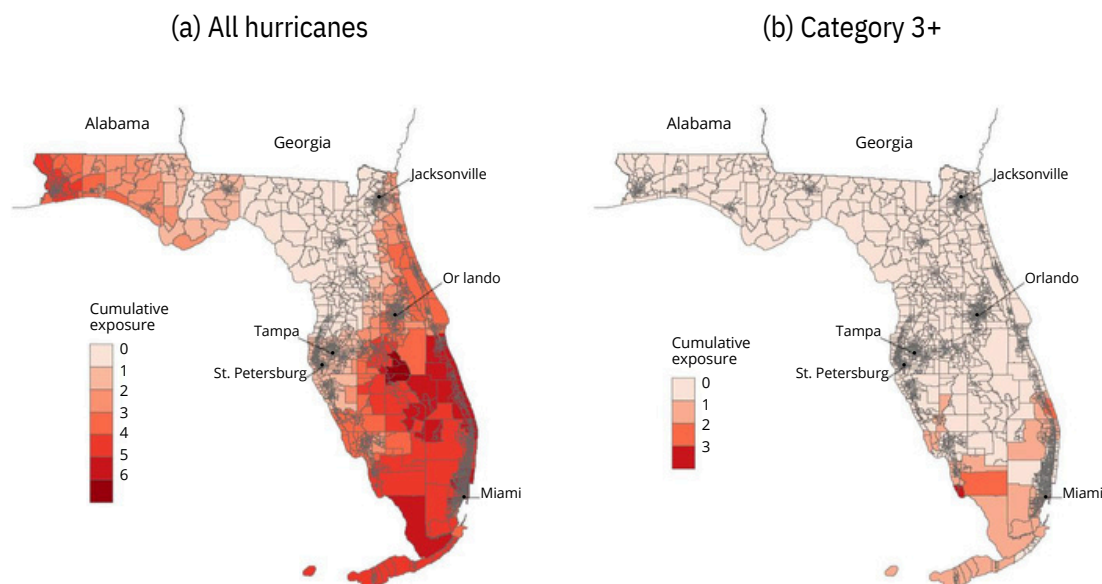 (a) All hurricanes
Alabama
Georgia
Jacksonville
Or lando
Cumulative
exposure
0
1
2
3
4
5
6
Tampa
St. Petersburg
Miami
(b) Category 3+
Alabama
Georgia
Jacksonville
Orlando
Tampa
St. Petersburg
Cumulative
exposure
0
1
2
3
Miami